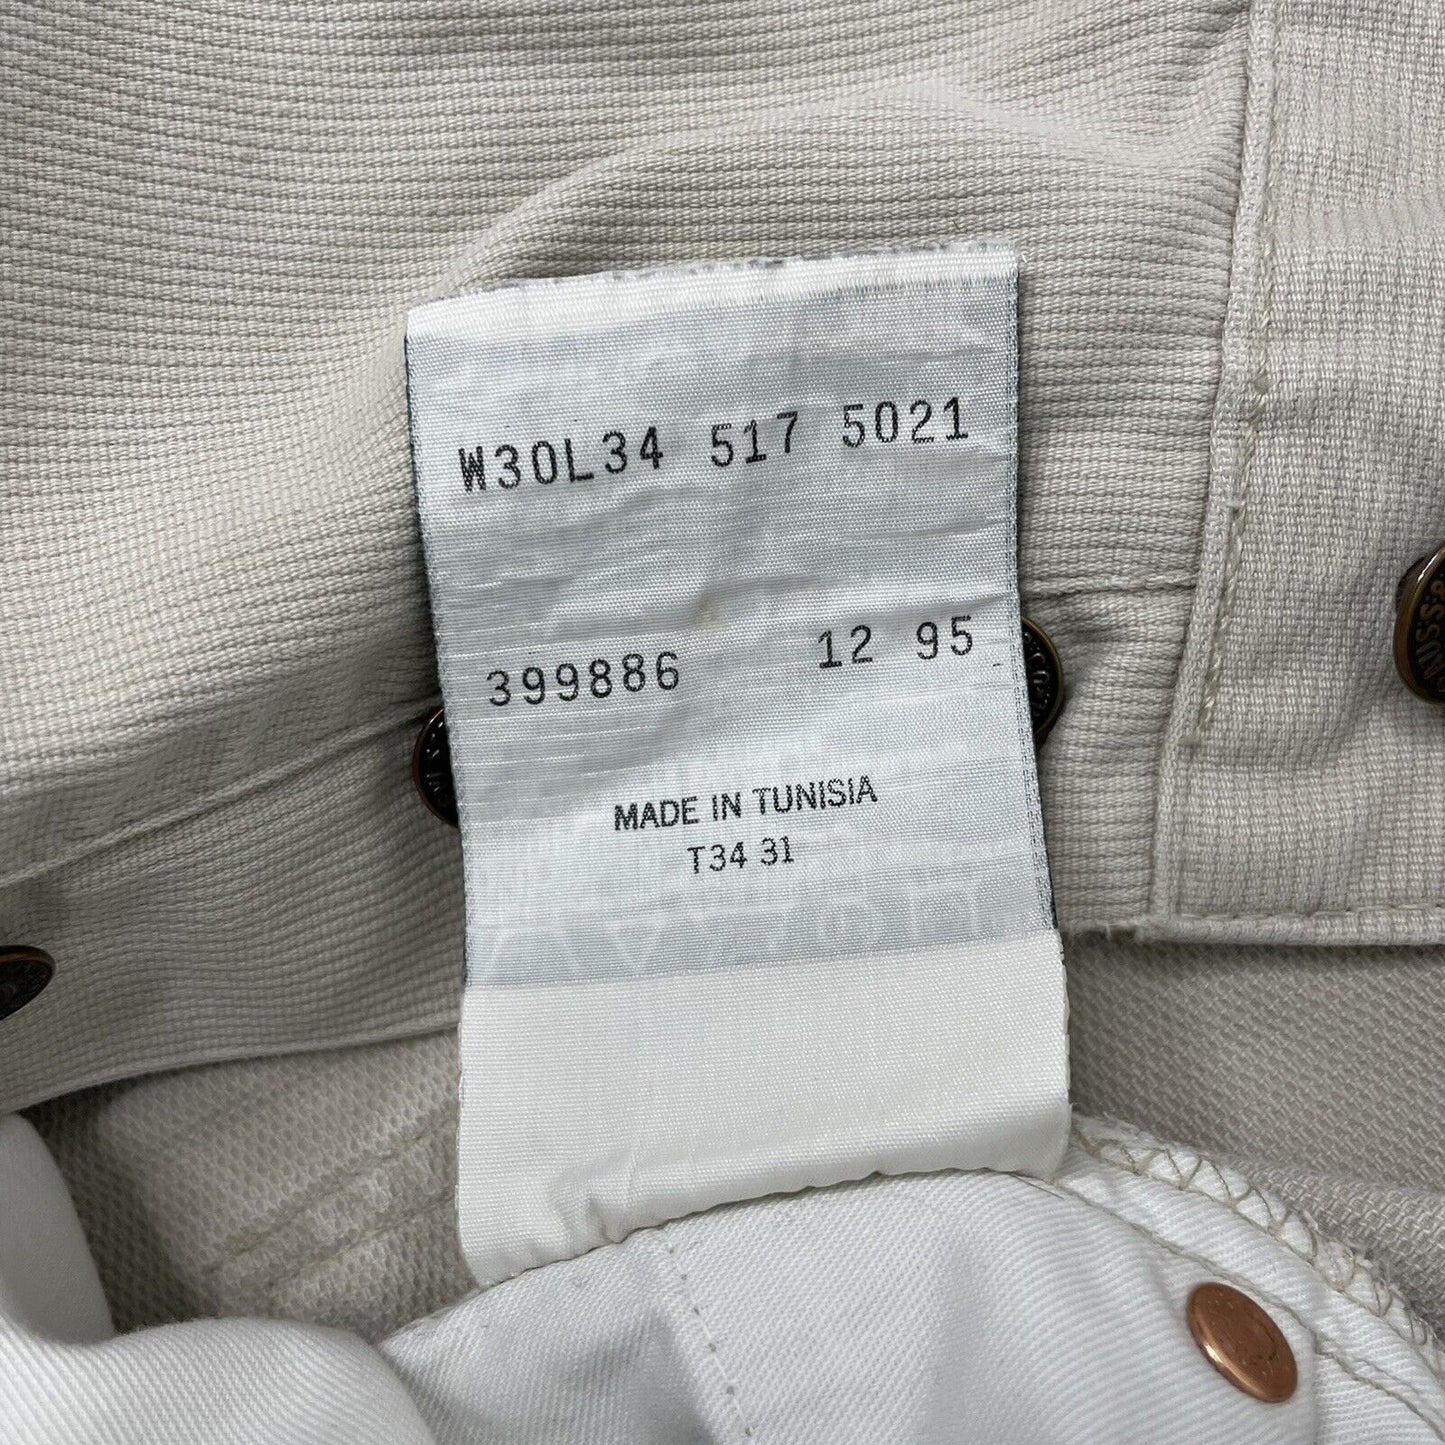 W30L34 517 5021
399886 12 95
MADE IN TUNISIA
T34 31